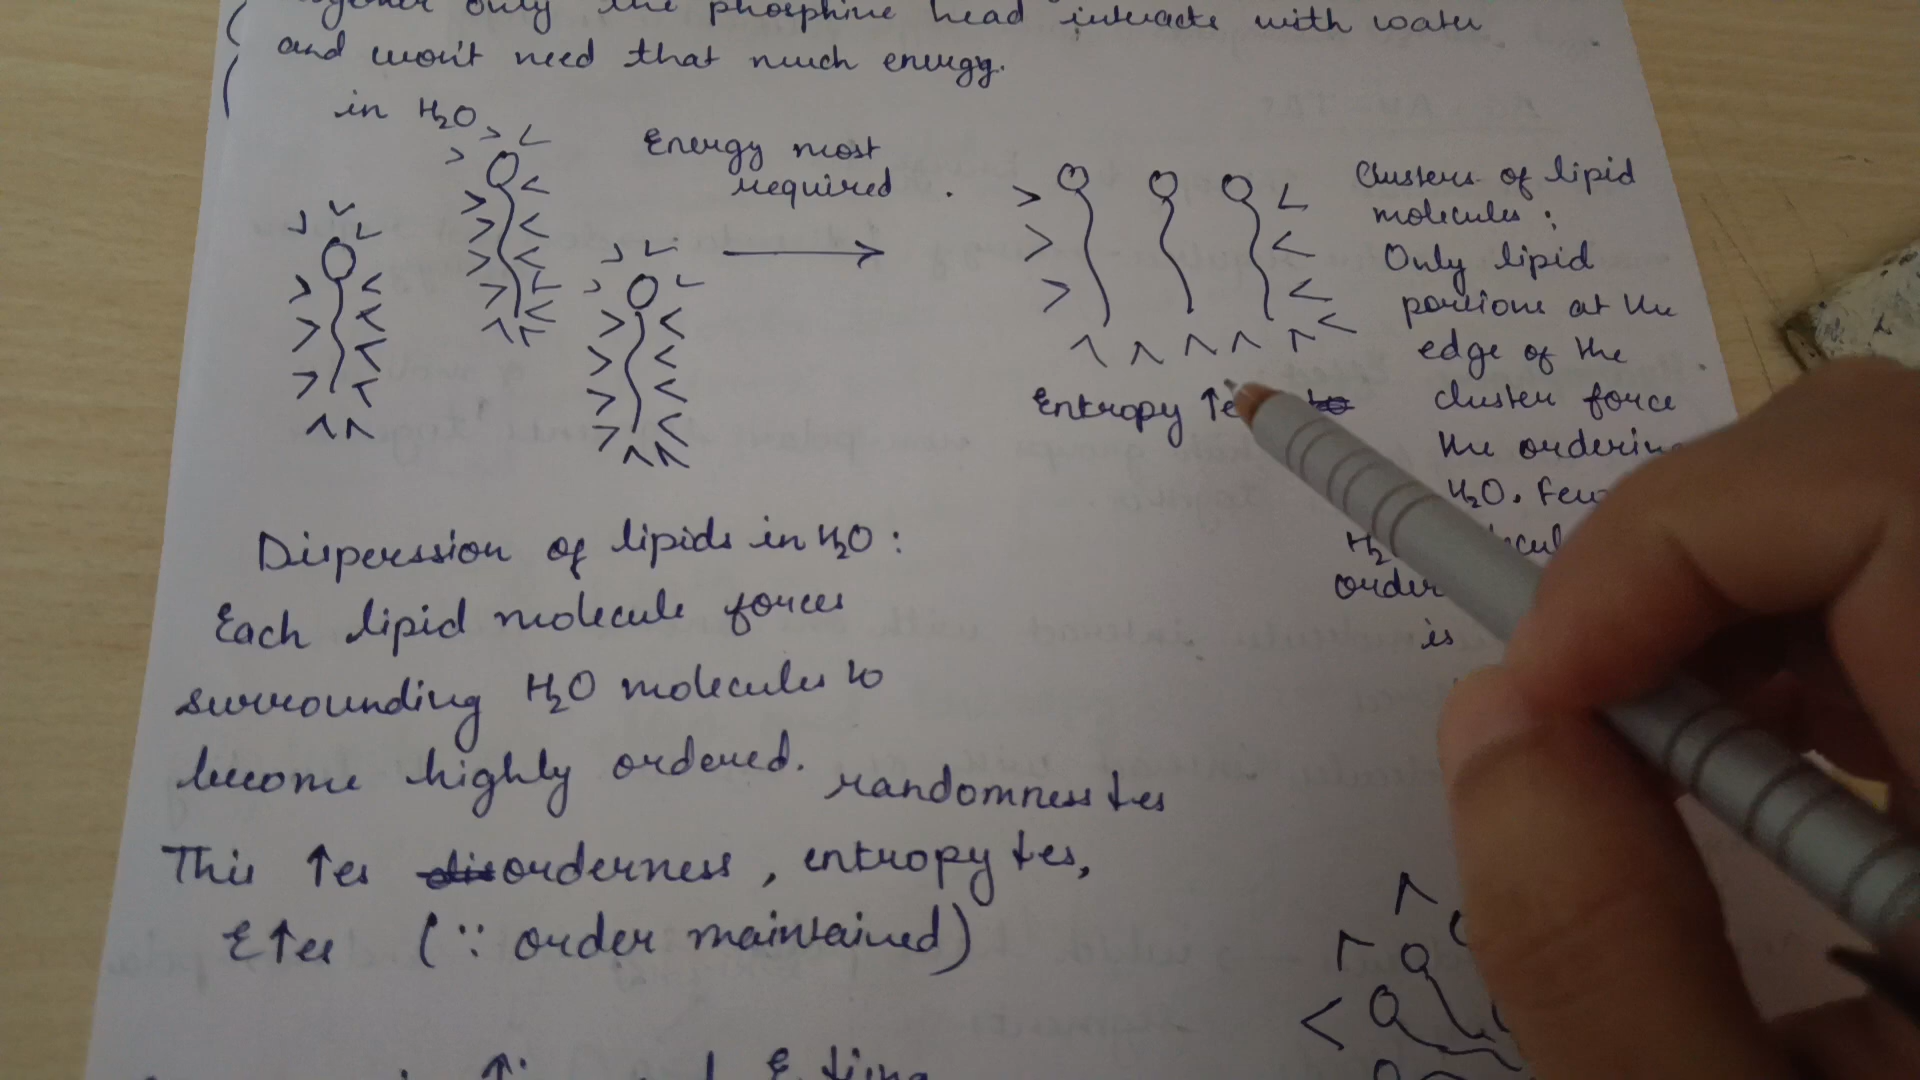 only the phosphine head interacts with water
and won't need that much energy.
in H₂O
Energy most
required.
Clusters of lipid
molecules:
Only lipid
portions at the
edge of the
cluster force
the ordering
H₂O. Few
H₂
order
is
Entropy ↑es
Disperssion of lipids in H₂O:
Each lipid molecule forces
surrounding H₂O molecules to
become highly ordered.
randomness ↓es
This ↑es orderness, entropy ↓es,
E↑es (∵ order maintained)